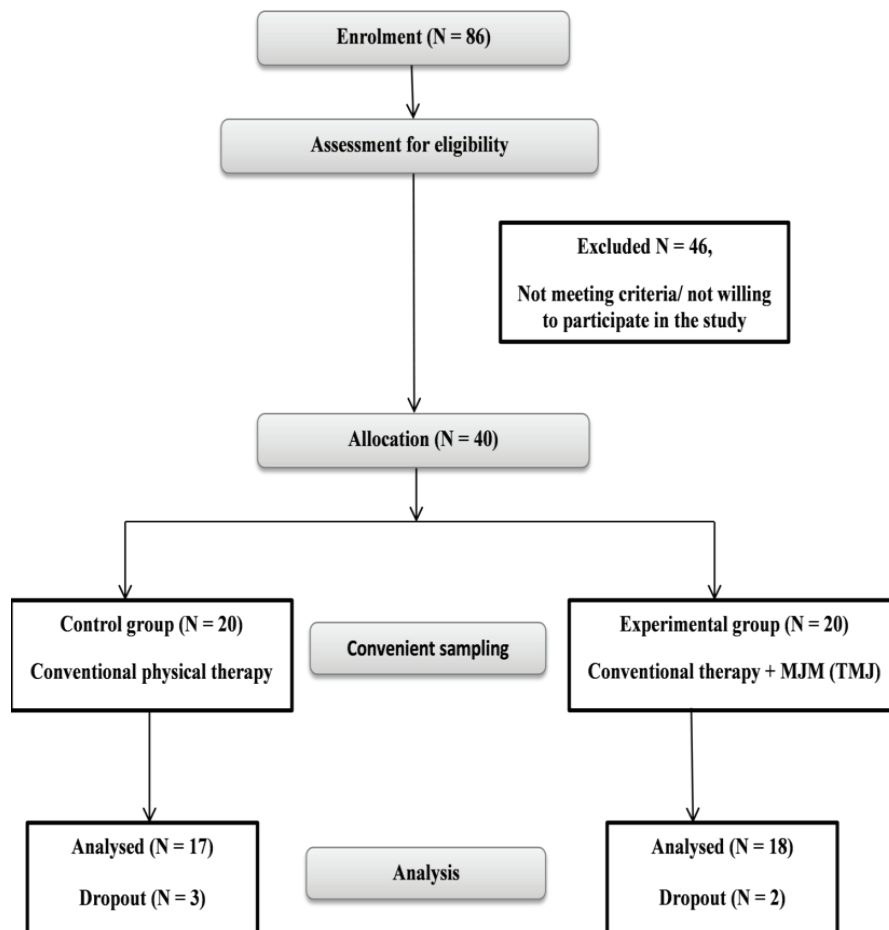 Enrolment (N = 86)
Assessment for eligibility
Excluded N = 46,
Not meeting criteria/ not willing
to participate in the study
Allocation (N = 40)
Control group (N = 20)
Conventional physical therapy
Convenient sampling
Experimental group (N = 20)
Conventional therapy + MJM (TMJ)
Analysed (N = 17)
Dropout (N = 3)
Analysis
Analysed (N = 18)
Dropout (N = 2)